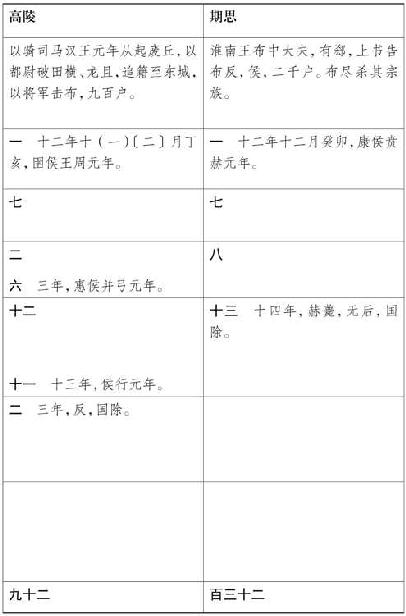 高陵
期思
以骑司马汉王元年从起废丘,以
都尉破田横、龙且,追籍至东城,
以将军击布,九百户。
淮南王布中大夫,有郄,上书告
布反,侯,二千户。布尽杀其宗
族。
一 十二年十(一)〔二〕月丁
亥,圉侯王周元年。
一 十二年十二月癸卯,康侯贲
赫元年。
七
七
二
六 三年,惠侯并弓元年。
八
十二
十一 十三年,侯行元年。
十三 十四年,赫薨,无后,国
除。
二 三年,反,国除。
九十二
百三十二